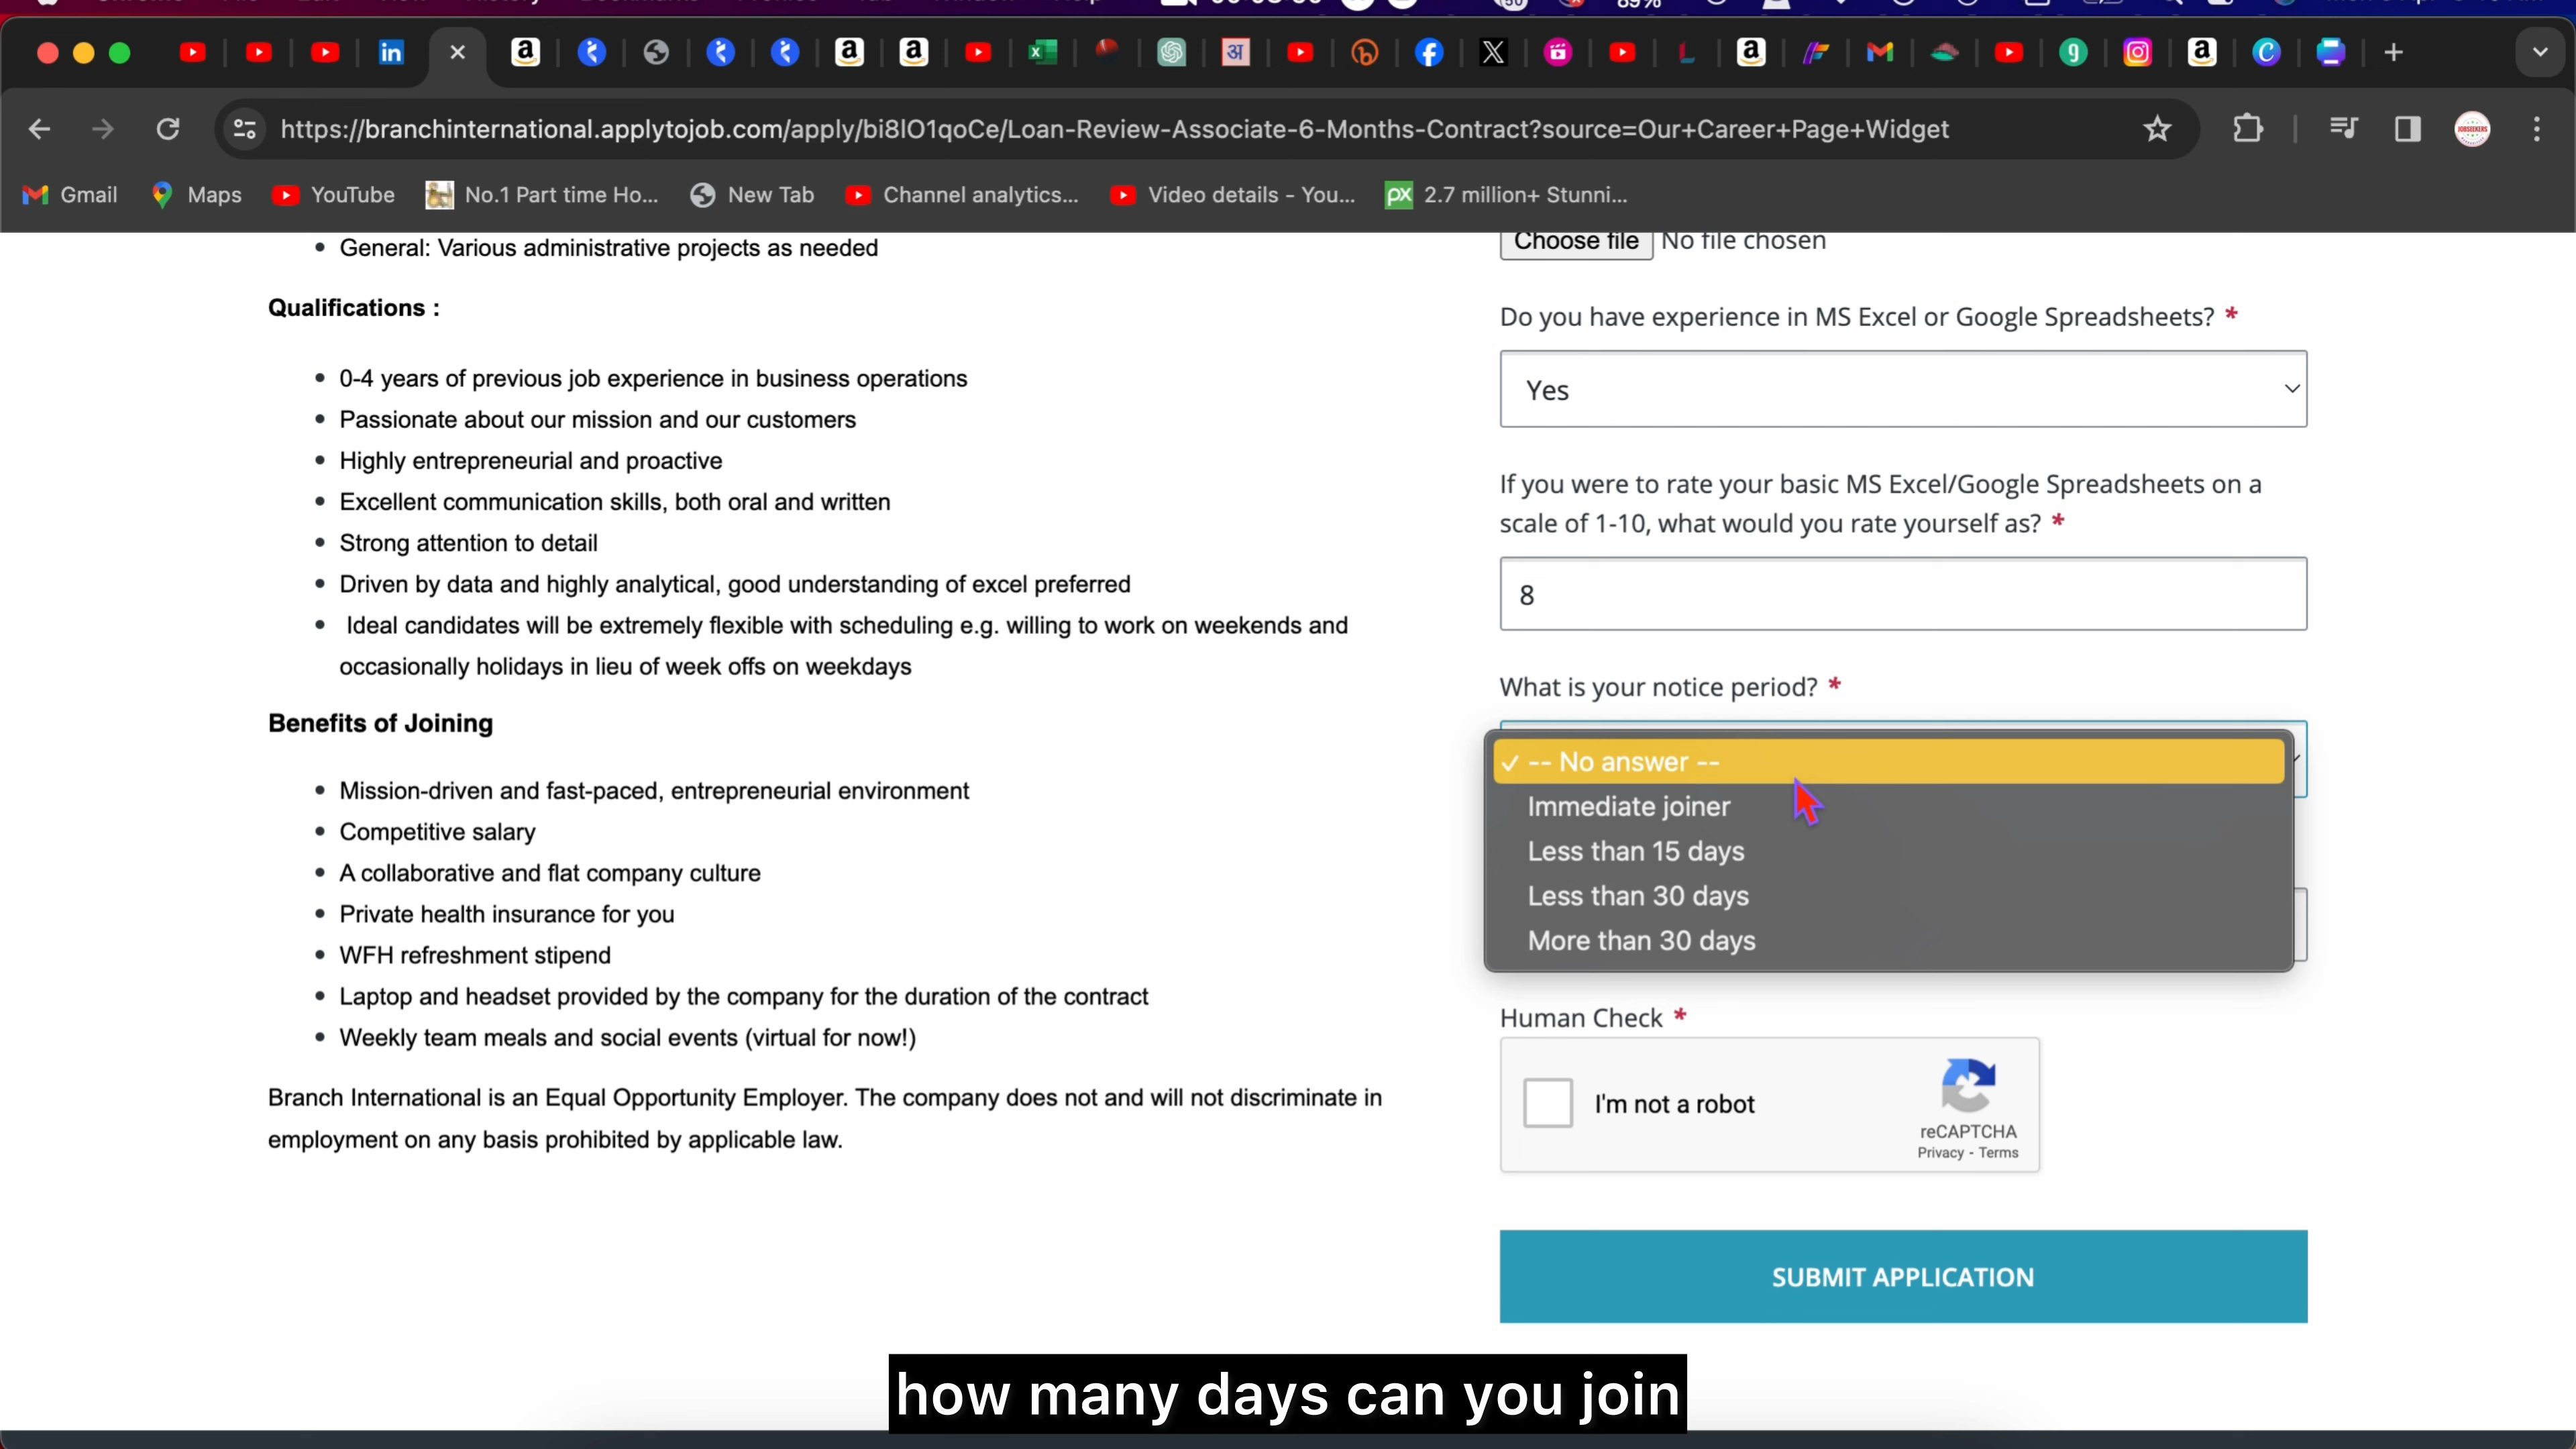 89%
https://branchinternational.applytojob.com/apply/bi8lO1qoCe/Loan-Review-Associate-6-Months-Contract?source=Our+Career+Page+Widget
Gmail Maps YouTube No.1 Part time Ho... New Tab Channel analytics... Video details - You... 2.7 million+ Stunni...
General: Various administrative projects as needed
Qualifications :
0-4 years of previous job experience in business operations
Passionate about our mission and our customers
Highly entrepreneurial and proactive
Excellent communication skills, both oral and written
Strong attention to detail
Driven by data and highly analytical, good understanding of excel preferred
Ideal candidates will be extremely flexible with scheduling e.g. willing to work on weekends and
occasionally holidays in lieu of week offs on weekdays
Benefits of Joining
Mission-driven and fast-paced, entrepreneurial environment
Competitive salary
A collaborative and flat company culture
Private health insurance for you
WFH refreshment stipend
Laptop and headset provided by the company for the duration of the contract
Weekly team meals and social events (virtual for now!)
Branch International is an Equal Opportunity Employer. The company does not and will not discriminate in
employment on any basis prohibited by applicable law.
Choose file No file chosen
Do you have experience in MS Excel or Google Spreadsheets? *
Yes
If you were to rate your basic MS Excel/Google Spreadsheets on a
scale of 1-10, what would you rate yourself as? *
8
What is your notice period? *
✓ -- No answer --
Immediate joiner
Less than 15 days
Less than 30 days
More than 30 days
Human Check *
I'm not a robot
reCAPTCHA
Privacy - Terms
SUBMIT APPLICATION
how many days can you join